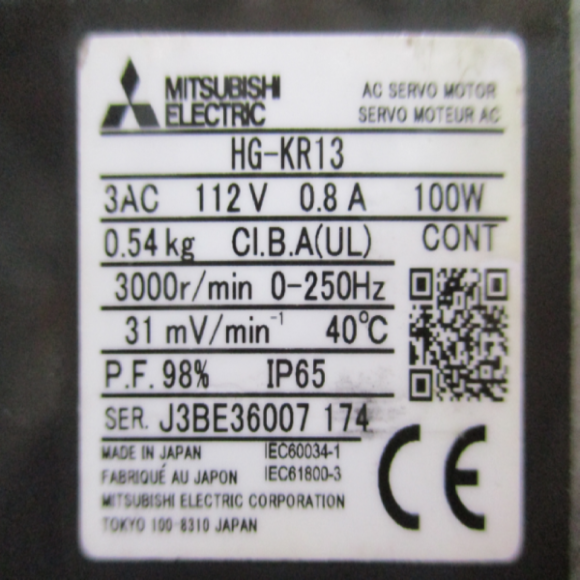 MITSUBISHI
ELECTRIC
AC SERVO MOTOR
SERVO MOTEUR AC
HG-KR13
3AC 112V 0.8A 100W
0.54kg CI.B.A(UL) CONT
3000r/min 0-250Hz
31 mV/min⁻¹ 40℃
P.F. 98% IP65
SER. J3BE36007 174
MADE IN JAPAN IEC60034-1
FABRIQUÉ AU JAPON IEC61800-3
MITSUBISHI ELECTRIC CORPORATION
TOKYO 100-8310 JAPAN
CE